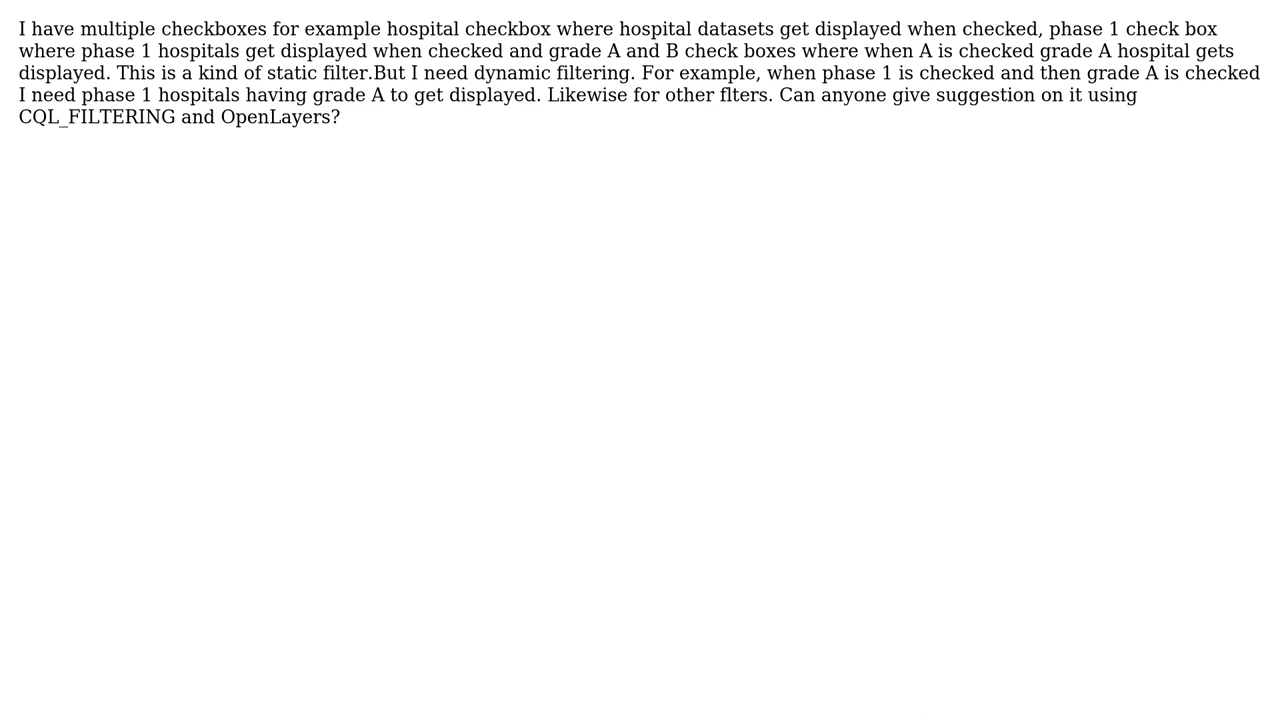 I have multiple checkboxes for example hospital checkbox where hospital datasets get displayed when checked, phase 1 check box
where phase 1 hospitals get displayed when checked and grade A and B check boxes where when A is checked grade A hospital gets
displayed. This is a kind of static filter.But I need dynamic filtering. For example, when phase 1 is checked and then grade A is checked
I need phase 1 hospitals having grade A to get displayed. Likewise for other flters. Can anyone give suggestion on it using
CQL_FILTERING and OpenLayers?